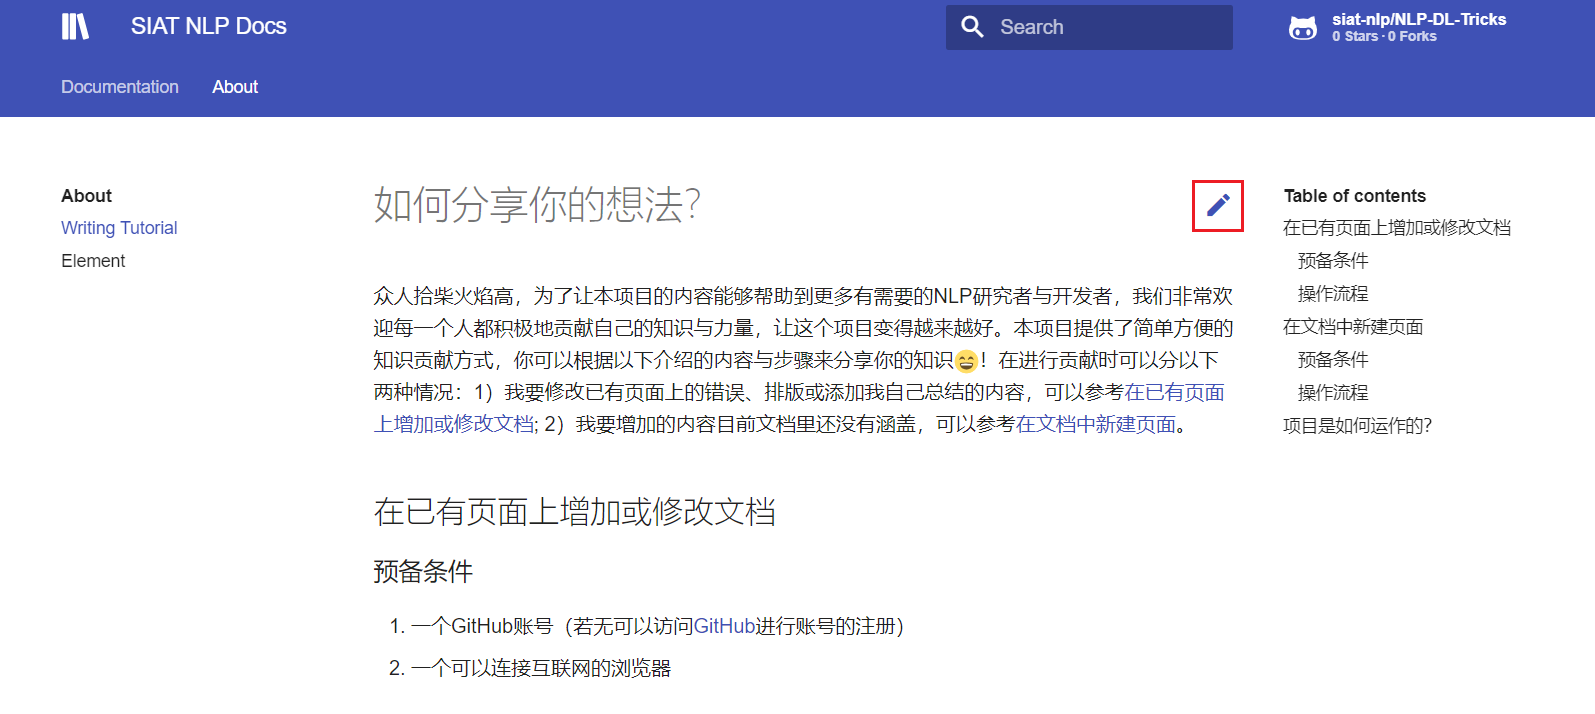 SIAT NLP Docs
Search
siat-nlp/NLP-DL-Tricks
0 Stars · 0 Forks
Documentation
About
About
Writing Tutorial
Element
如何分享你的想法?
众人拾柴火焰高，为了让本项目的内容能够帮助到更多有需要的NLP研究者与开发者，我们非常欢
迎每一个人都积极地贡献自己的知识与力量，让这个项目变得越来越好。本项目提供了简单方便的
知识贡献方式，你可以根据以下介绍的内容与步骤来分享你的知识😄！在进行贡献时可以分以下
两种情况：1）我要修改已有页面上的错误、排版或添加我自己总结的内容，可以参考在已有页面
上增加或修改文档; 2）我要增加的内容目前文档里还没有涵盖，可以参考在文档中新建页面。
在已有页面上增加或修改文档
预备条件
1. 一个GitHub账号（若无可以访问GitHub进行账号的注册）
2. 一个可以连接互联网的浏览器
Table of contents
在已有页面上增加或修改文档
预备条件
操作流程
在文档中新建页面
预备条件
操作流程
项目是如何运作的?